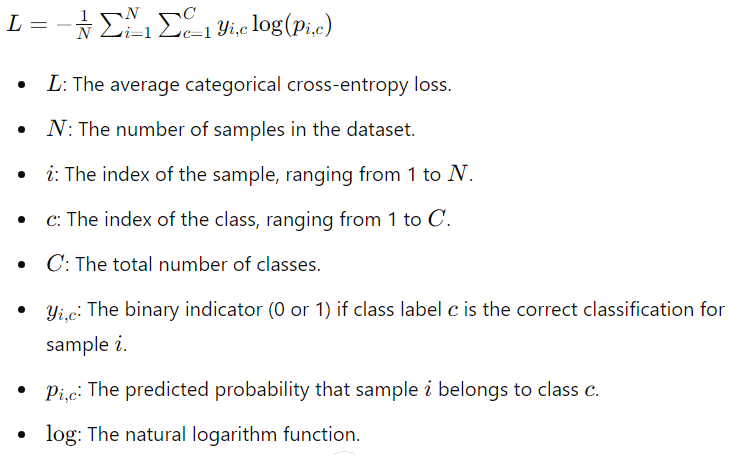 L = −\frac{1}{N} \sum_{i=1}^{N} \sum_{c=1}^{C} y_{i,c} \log(p_{i,c})
• L: The average categorical cross-entropy loss.
• N: The number of samples in the dataset.
• i: The index of the sample, ranging from 1 to N.
• c: The index of the class, ranging from 1 to C.
• C: The total number of classes.
• y_{i,c}: The binary indicator (0 or 1) if class label c is the correct classification for
sample i.
• p_{i,c}: The predicted probability that sample i belongs to class c.
• log: The natural logarithm function.